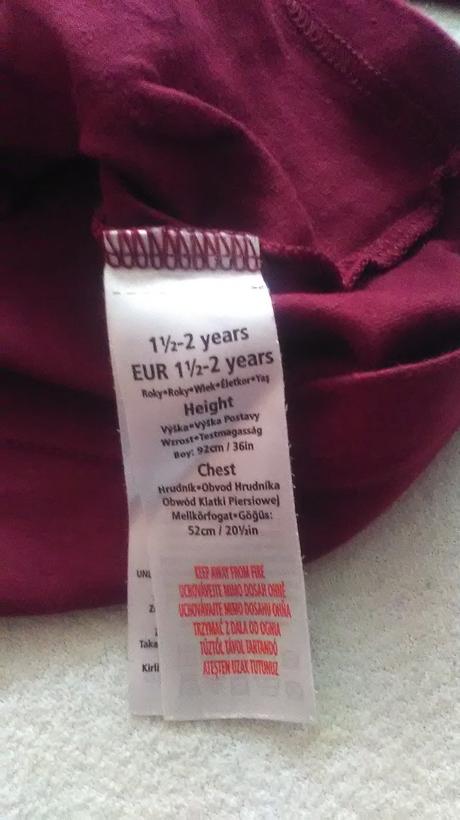 1½-2 years
EUR 1½-2 years
Roky•Roky•Wiek•Életkor•Yaş
Height
Výška•Výška Postavy
Wzrost•Testmagasság
Boy: 92cm / 36in
Chest
Hrudník•Obvod Hrudníka
Obwód Klatki Piersiowej
Mellkörfogat•Göğüs:
52cm / 20½in
KEEP AWAY FROM FIRE
UCHOVÁVEJTE MIMO DOSAH OHNĚ
UCHOVÁVAJTE MIMO DOSAHU OHŇA
TRZYMAĆ Z DALA OD OGNIA
TŰZTŐL TÁVOL TARTANDÓ
ATEŞTEN UZAK TUTUNUZ
Taka
Kirli